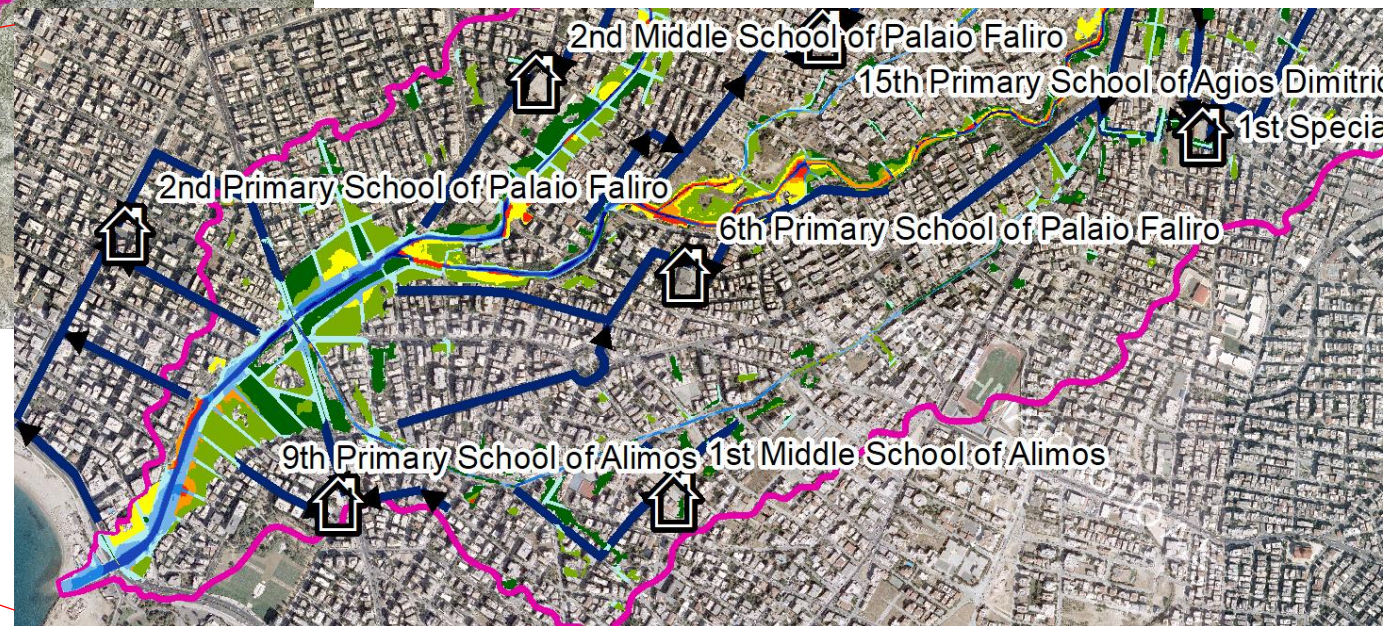 2nd Middle School of Palaio Faliro
15th Primary School of Agios Dimitri
1st Specia
2nd Primary School of Palaio Faliro
6th Primary School of Palaio Faliro
9th Primary School of Alimos
1st Middle School of Alimos